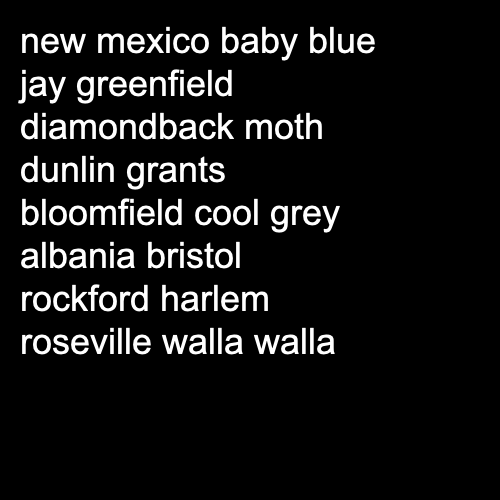 new mexico baby blue
jay greenfield
diamondback moth
dunlin grants
bloomfield cool grey
albania bristol
rockford harlem
roseville walla walla